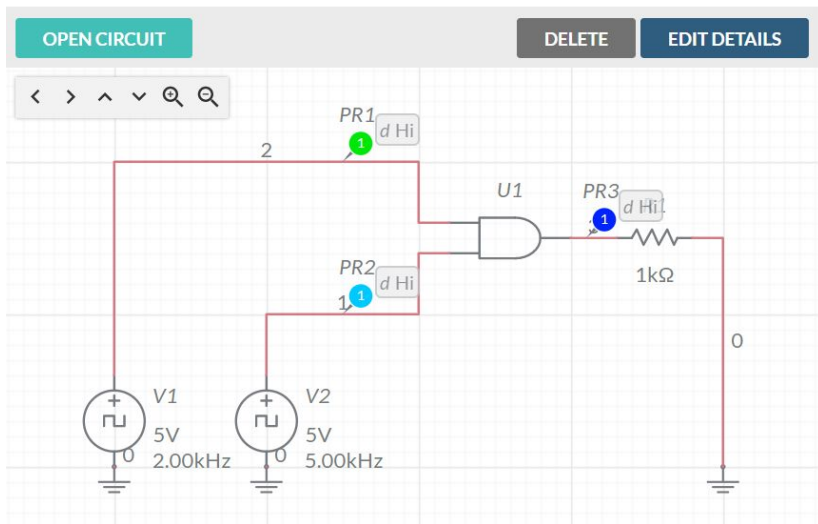 OPEN CIRCUIT
DELETE
EDIT DETAILS
PR1
d Hi
1
2
U1
PR3
d Hi
1
PR2
d Hi
1
1
1kΩ
0
V1
5V
0
2.00kHz
V2
5V
0
5.00kHz